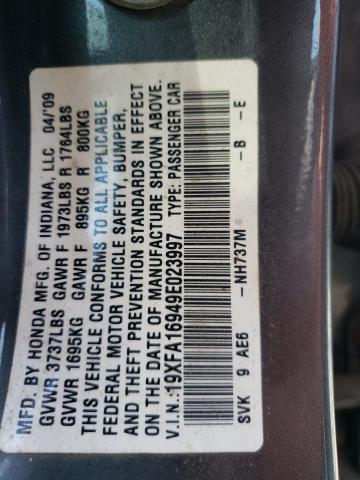 MFD. BY HONDA MFG. OF INDIANA, LLC 04/09
GVWR 3737LBS GAWR F 1973LBS R 1764LBS
GVWR 1695KG GAWR F 895KG R 800KG
THIS VEHICLE CONFORMS TO ALL APPLICABLE
FEDERAL MOTOR VEHICLE SAFETY, BUMPER,
AND THEFT PREVENTION STANDARDS IN EFFECT
ON THE DATE OF MANUFACTURE SHOWN ABOVE.
V.I.N.: 19XFA16949E023997 TYPE: PASSENGER CAR
SVK 9 AE6 -NH737M -B -E